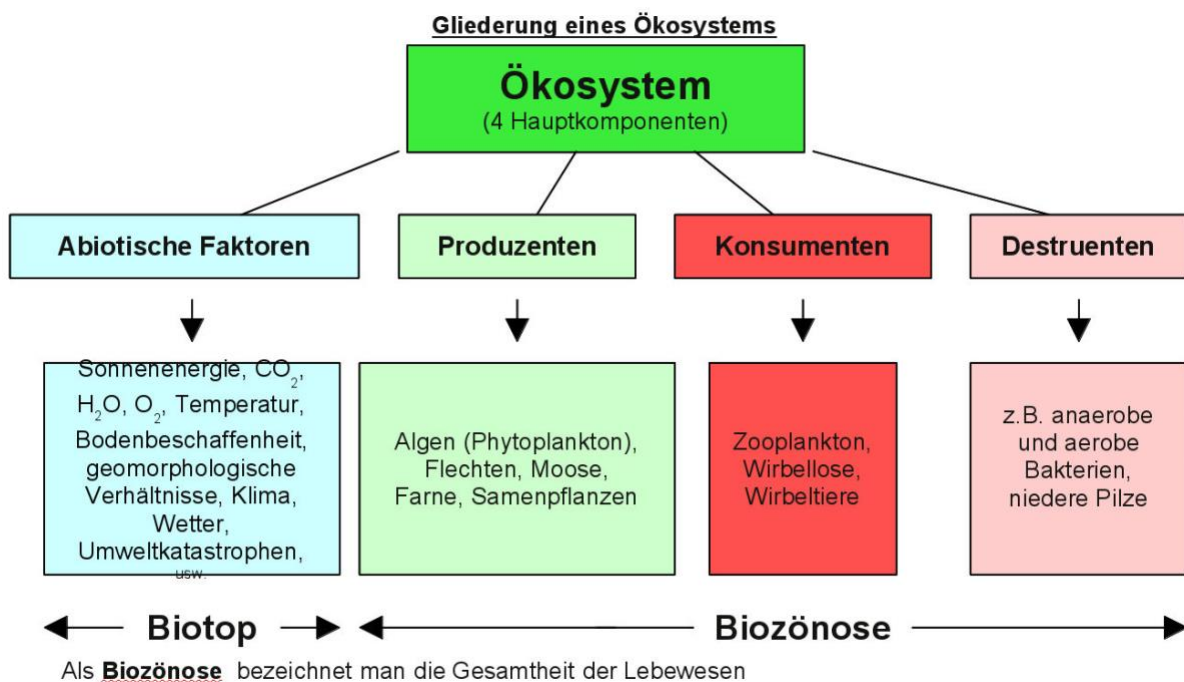 Gliederung eines Ökosystems
Ökosystem
(4 Hauptkomponenten)
Abiotische Faktoren
Produzenten
Konsumenten
Destruenten
Sonnenenergie, CO₂,
H₂O, O₂, Temperatur,
Bodenbeschaffenheit,
geomorphologische
Verhältnisse, Klima,
Wetter,
Umweltkatastrophen,
usw.
Algen (Phytoplankton),
Flechten, Moose,
Farne, Samenpflanzen
Zooplankton,
Wirbellose,
Wirbeltiere
z.B. anaerobe
und aerobe
Bakterien,
niedere Pilze
Biotop
Biozönose
Als Biozönose bezeichnet man die Gesamtheit der Lebewesen